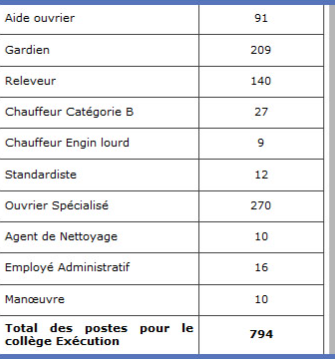 Aide ouvrier 91
Gardien 209
Releveur 140
Chauffeur Catégorie B 27
Chauffeur Engin lourd 9
Standardiste 12
Ouvrier Spécialisé 270
Agent de Nettoyage 10
Employé Administratif 16
Manœuvre 10
Total des postes pour le
collège Exécution 794